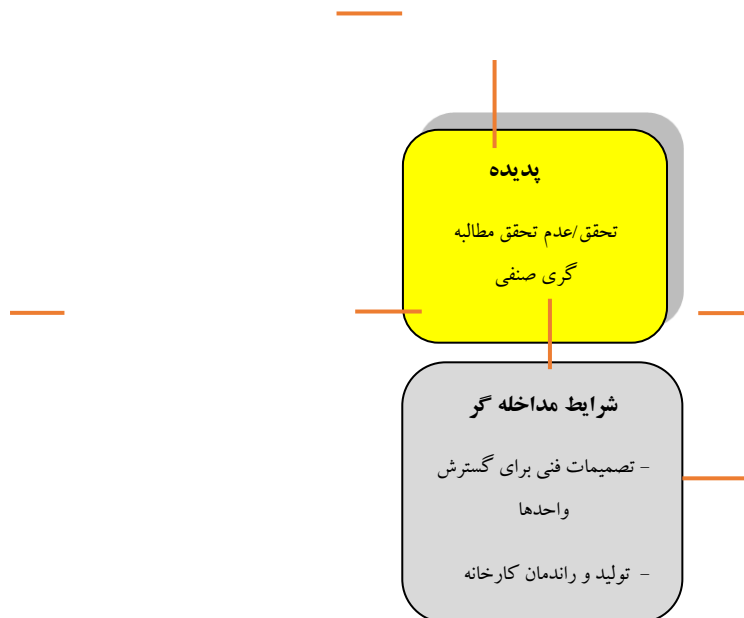 پدیده
تحقق/عدم تحقق مطالبه
گری صنفی
شرایط مداخله گر
- تصمیمات فنی برای گسترش
واحدها
- تولید و راندمان کارخانه